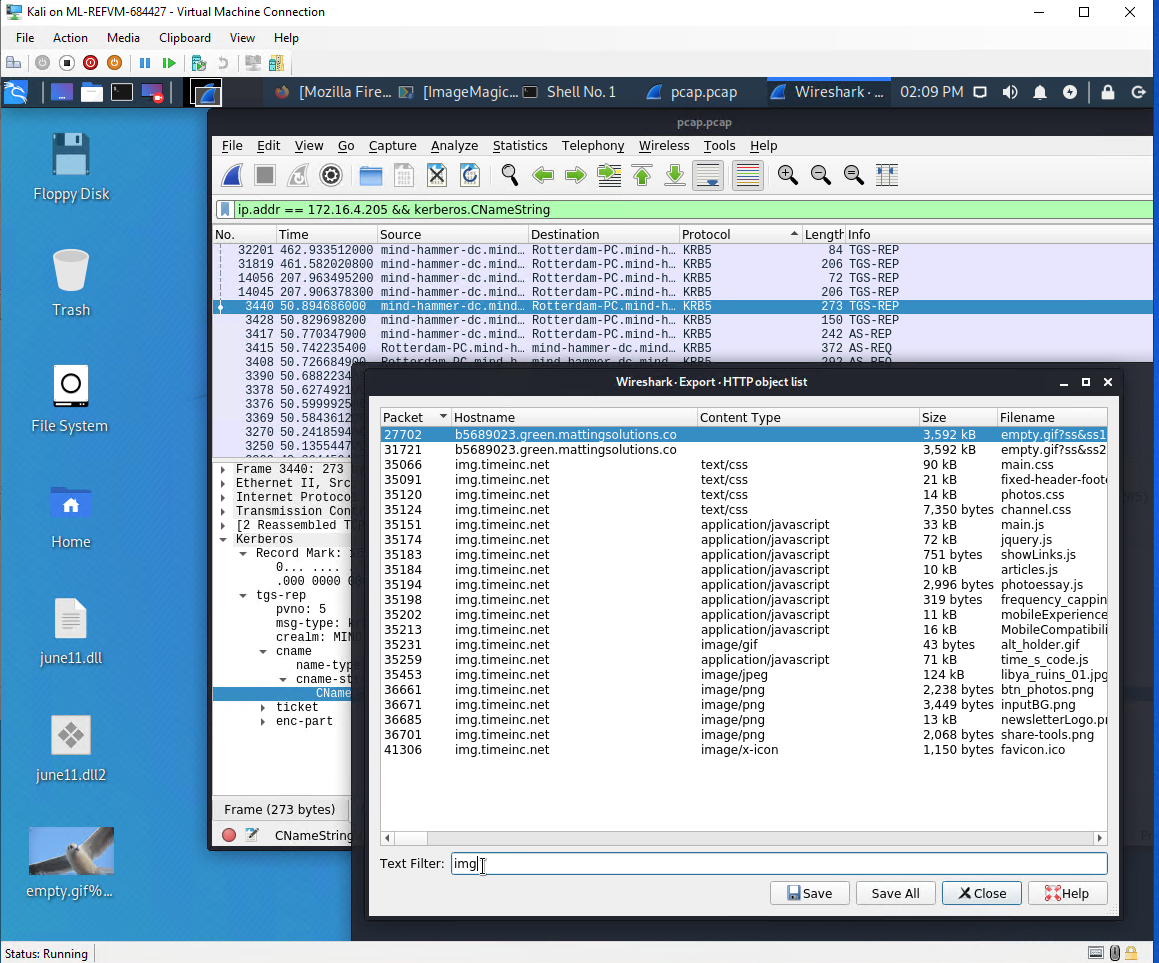 Kali on ML-REFVM-684427 - Virtual Machine Connection
File Action Media Clipboard View Help
[Mozilla Fire... [ImageMagic... Shell No. 1 pcap.pcap Wireshark · ... 02:09 PM
pcap.pcap
File Edit View Go Capture Analyze Statistics Telephony Wireless Tools Help
ip.addr == 172.16.4.205 && kerberos.CNameString
No. Time Source Destination Protocol Length Info
32201 462.933512000 mind-hammer-dc.mind… Rotterdam-PC.mind-h… KRB5 84 TGS-REP
31819 461.582020800 mind-hammer-dc.mind… Rotterdam-PC.mind-h… KRB5 206 TGS-REP
14056 207.963495200 mind-hammer-dc.mind… Rotterdam-PC.mind-h… KRB5 72 TGS-REP
14045 207.906378300 mind-hammer-dc.mind… Rotterdam-PC.mind-h… KRB5 206 TGS-REP
3440 50.894686000 mind-hammer-dc.mind… Rotterdam-PC.mind-h… KRB5 273 TGS-REP
3428 50.829698200 mind-hammer-dc.mind… Rotterdam-PC.mind-h… KRB5 150 TGS-REP
3417 50.770347900 mind-hammer-dc.mind… Rotterdam-PC.mind-h… KRB5 242 AS-REP
3415 50.742235400 Rotterdam-PC.mind-h… mind-hammer-dc.mind… KRB5 372 AS-REQ
3408 50.726684900 Rotterdam-PC.mind-h… mind-hammer-dc.mind… KRB5 292 AS-REQ
3390 50.6882234
3378 50.6274921
3376 50.5999925
3369 50.5843612
3270 50.2418594
3250 50.1355447
Frame 3440: 273
Ethernet II, Src
Internet Protoco
Transmission Con
[2 Reassembled T
Kerberos
Record Mark:
0... ....
.000 0000 0
tgs-rep
pvno: 5
msg-type: k
crealm: MIN
cname
name-typ
cname-st
CName
ticket
enc-part
Frame (273 bytes)
CNameString
Floppy Disk
Trash
File System
Home
june11.dll
june11.dll2
empty.gif%...
Wireshark · Export · HTTP object list
Packet Hostname Content Type Size Filename
27702 b5689023.green.mattingsolutions.co 3,592 kB empty.gif?ss&ss1
31721 b5689023.green.mattingsolutions.co 3,592 kB empty.gif?ss&ss2
35066 img.timeinc.net text/css 90 kB main.css
35091 img.timeinc.net text/css 21 kB fixed-header-foote
35120 img.timeinc.net text/css 14 kB photos.css
35124 img.timeinc.net text/css 7,350 bytes channel.css
35151 img.timeinc.net application/javascript 33 kB main.js
35174 img.timeinc.net application/javascript 72 kB jquery.js
35183 img.timeinc.net application/javascript 751 bytes showLinks.js
35184 img.timeinc.net application/javascript 10 kB articles.js
35194 img.timeinc.net application/javascript 2,996 bytes photoessay.js
35198 img.timeinc.net application/javascript 319 bytes frequency_cappin
35202 img.timeinc.net application/javascript 11 kB mobileExperience
35213 img.timeinc.net application/javascript 16 kB MobileCompatibili
35231 img.timeinc.net image/gif 43 bytes alt_holder.gif
35259 img.timeinc.net application/javascript 71 kB time_s_code.js
35453 img.timeinc.net image/jpeg 124 kB libya_ruins_01.jpg
36661 img.timeinc.net image/png 2,238 bytes btn_photos.png
36671 img.timeinc.net image/png 3,449 bytes inputBG.png
36685 img.timeinc.net image/png 13 kB newsletterLogo.pn
36701 img.timeinc.net image/png 2,068 bytes share-tools.png
41306 img.timeinc.net image/x-icon 1,150 bytes favicon.ico
Text Filter: img
Save Save All Close Help
Status: Running